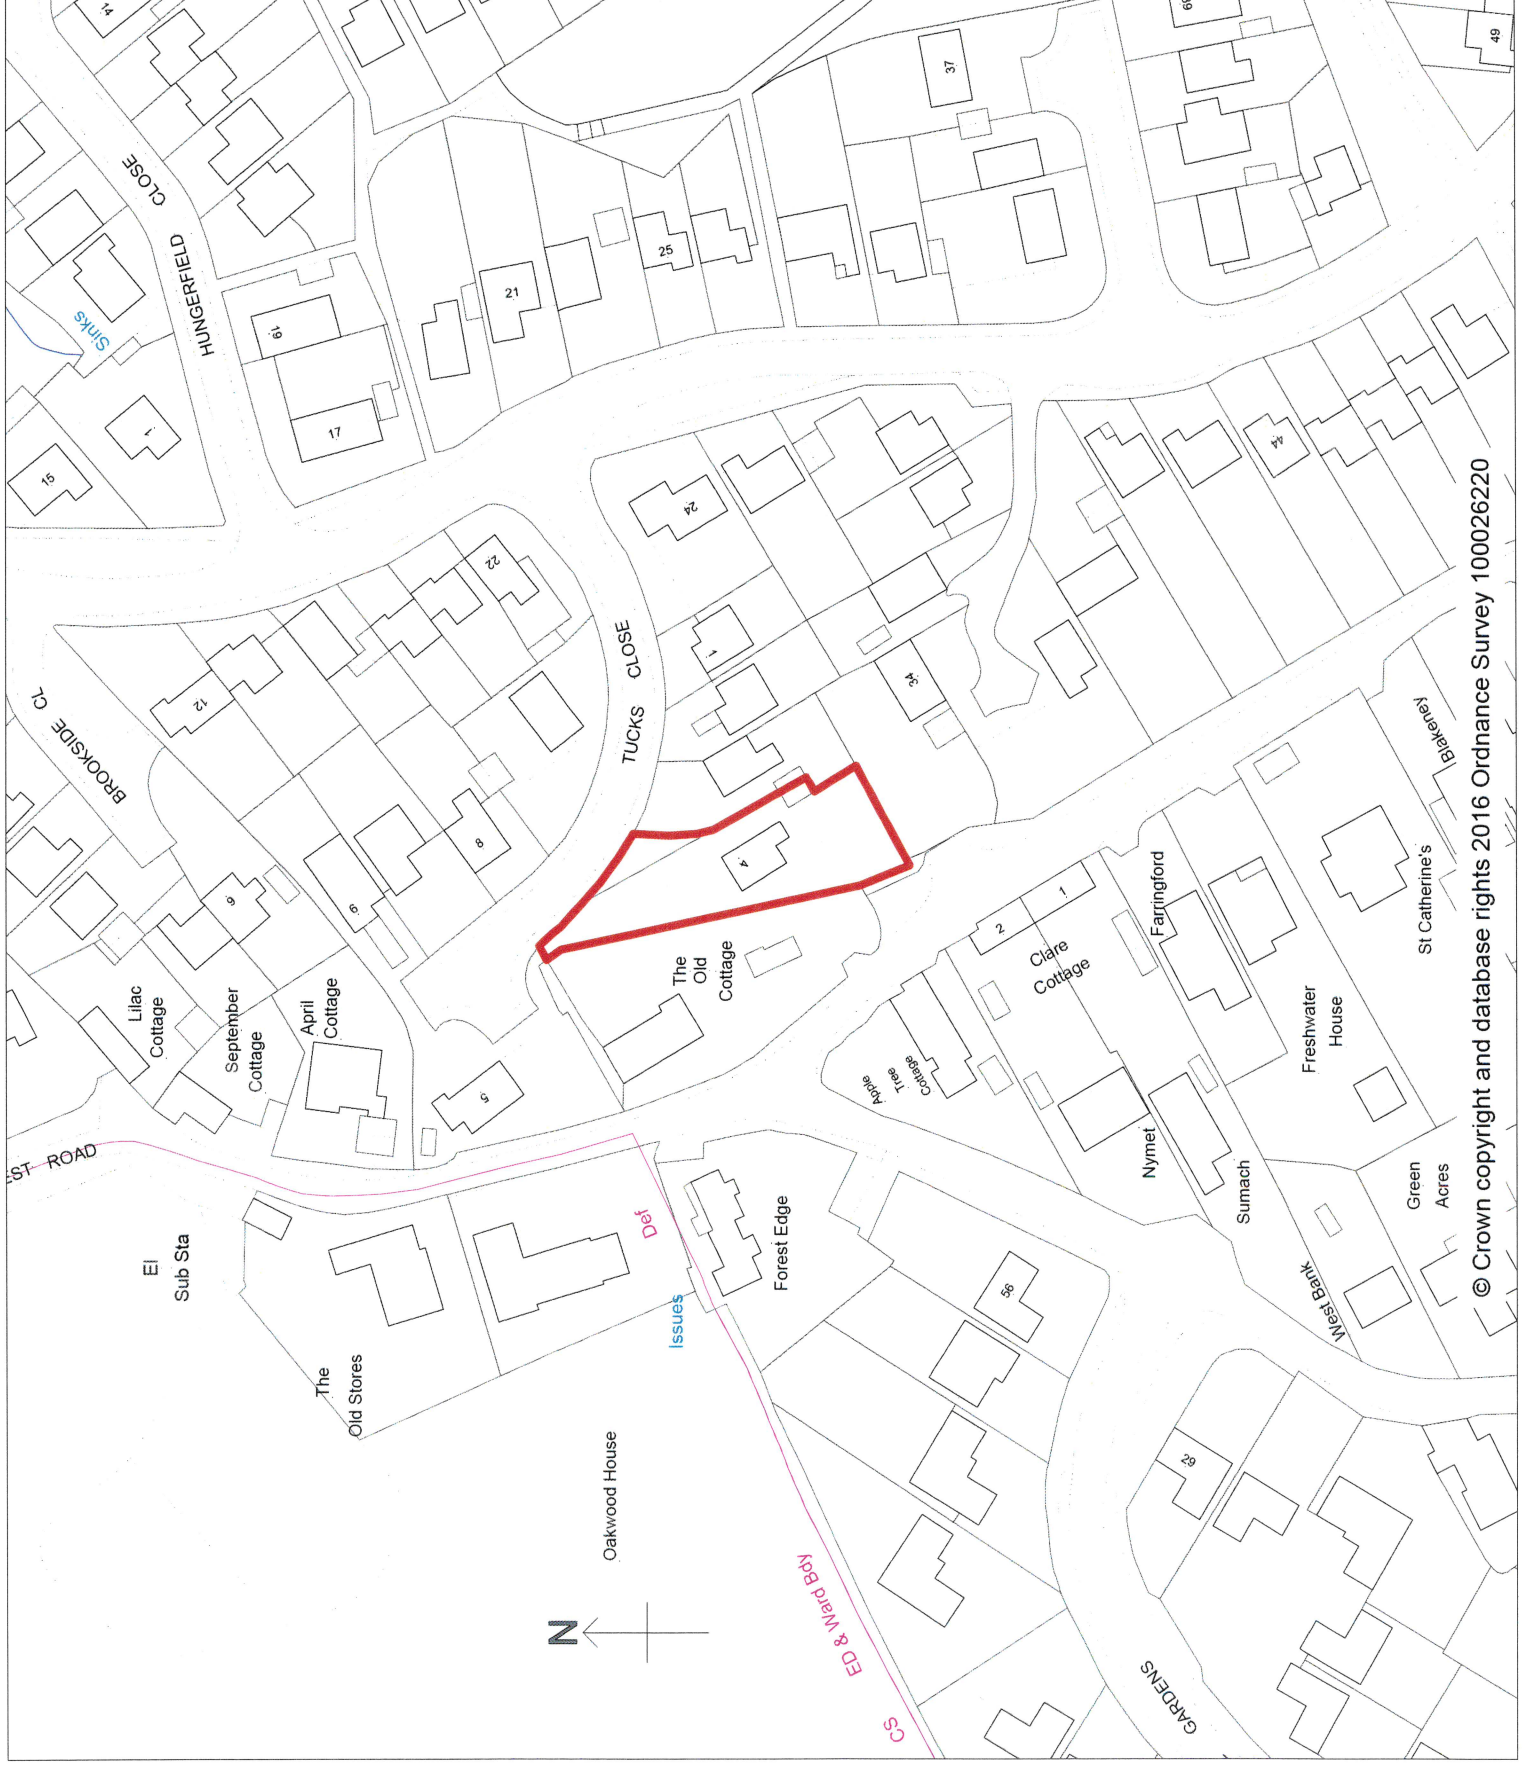 ST ROAD
El
Sub Sta
The
Old Stores
Oakwood House
N
Issues
Def
ED & Ward Bdy
CS
GARDENS
Forest Edge
56
29
Lilac
Cottage
September
Cottage
April
Cottage
5
6
9
8
BROOKSIDE CL
12
22
15
1
Sinks
14
HUNGERFIELD CLOSE
19
17
21
25
37
69
49
TUCKS CLOSE
24
1
34
4
44
The
Old
Cottage
Apple
Tree
Cottage
2
1
Clare
Cottage
Farringford
Nymet
Sumach
Freshwater
House
St Catherine's
Blakeney
West Bank
Green
Acres
© Crown copyright and database rights 2016 Ordnance Survey 100026220